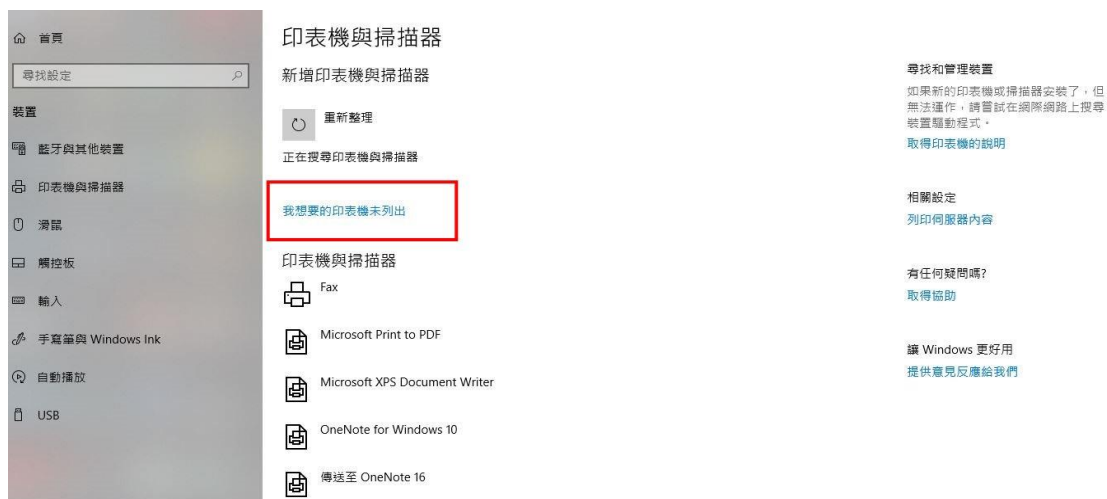 首頁
尋找設定
裝置
藍牙與其他裝置
印表機與掃描器
滑鼠
觸控板
輸入
手寫筆與 Windows Ink
自動播放
USB
印表機與掃描器
新增印表機與掃描器
重新整理
正在搜尋印表機與掃描器
我想要的印表機未列出
印表機與掃描器
Fax
Microsoft Print to PDF
Microsoft XPS Document Writer
OneNote for Windows 10
傳送至 OneNote 16
尋找和管理裝置
如果新的印表機或掃描器安裝了，但
無法運作，請嘗試在網際網路上搜尋
裝置驅動程式。
取得印表機的說明
相關設定
列印伺服器內容
有任何疑問嗎?
取得協助
讓 Windows 更好用
提供意見反應給我們